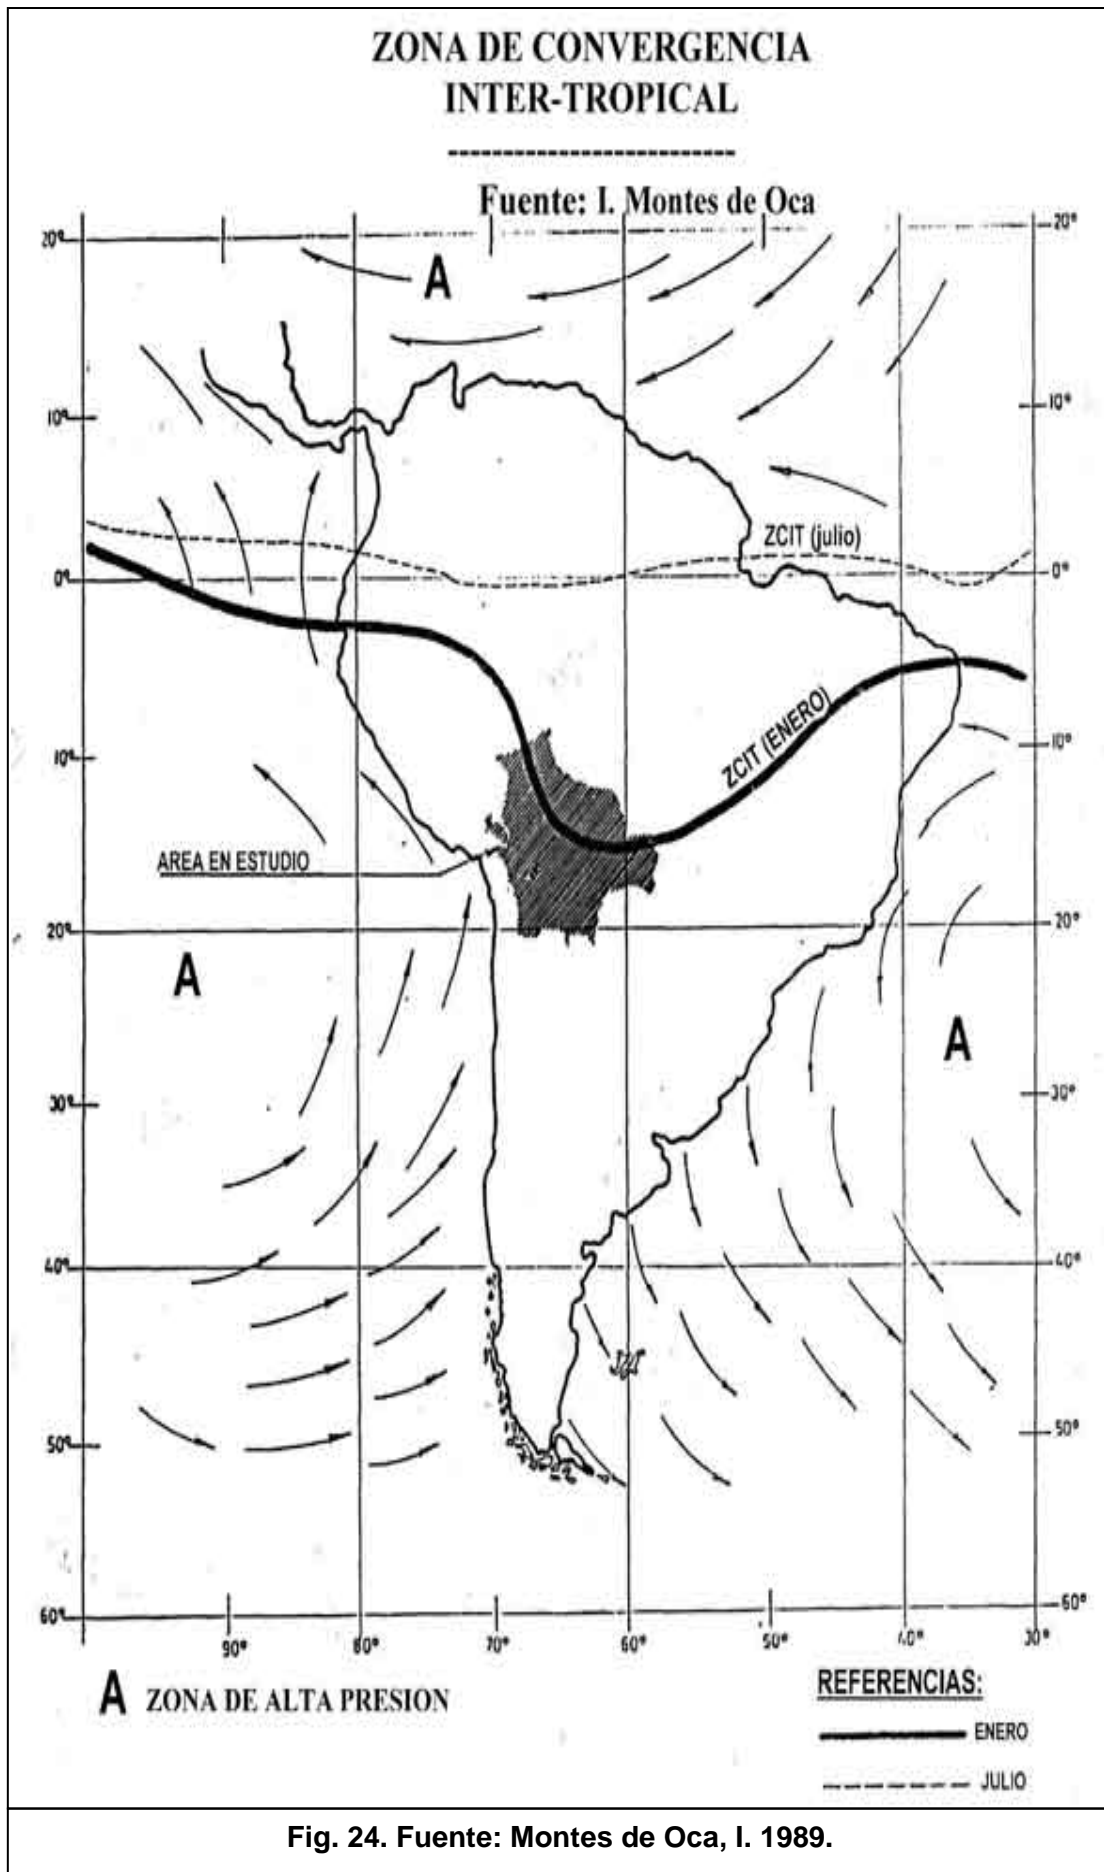 ZONA DE CONVERGENCIA
INTER-TROPICAL
--------------------------
Fuente: I. Montes de Oca
20° 20°
A
10° 10°
ZCIT (julio)
0° 0°
ZCIT (ENERO)
10° 10°
AREA EN ESTUDIO
20° 20°
A
A
30° 30°
40° 40°
50° 50°
60° 60°
90° 80° 70° 60° 50° 40° 30°
A ZONA DE ALTA PRESION
REFERENCIAS:
ENERO
JULIO
Fig. 24. Fuente: Montes de Oca, I. 1989.